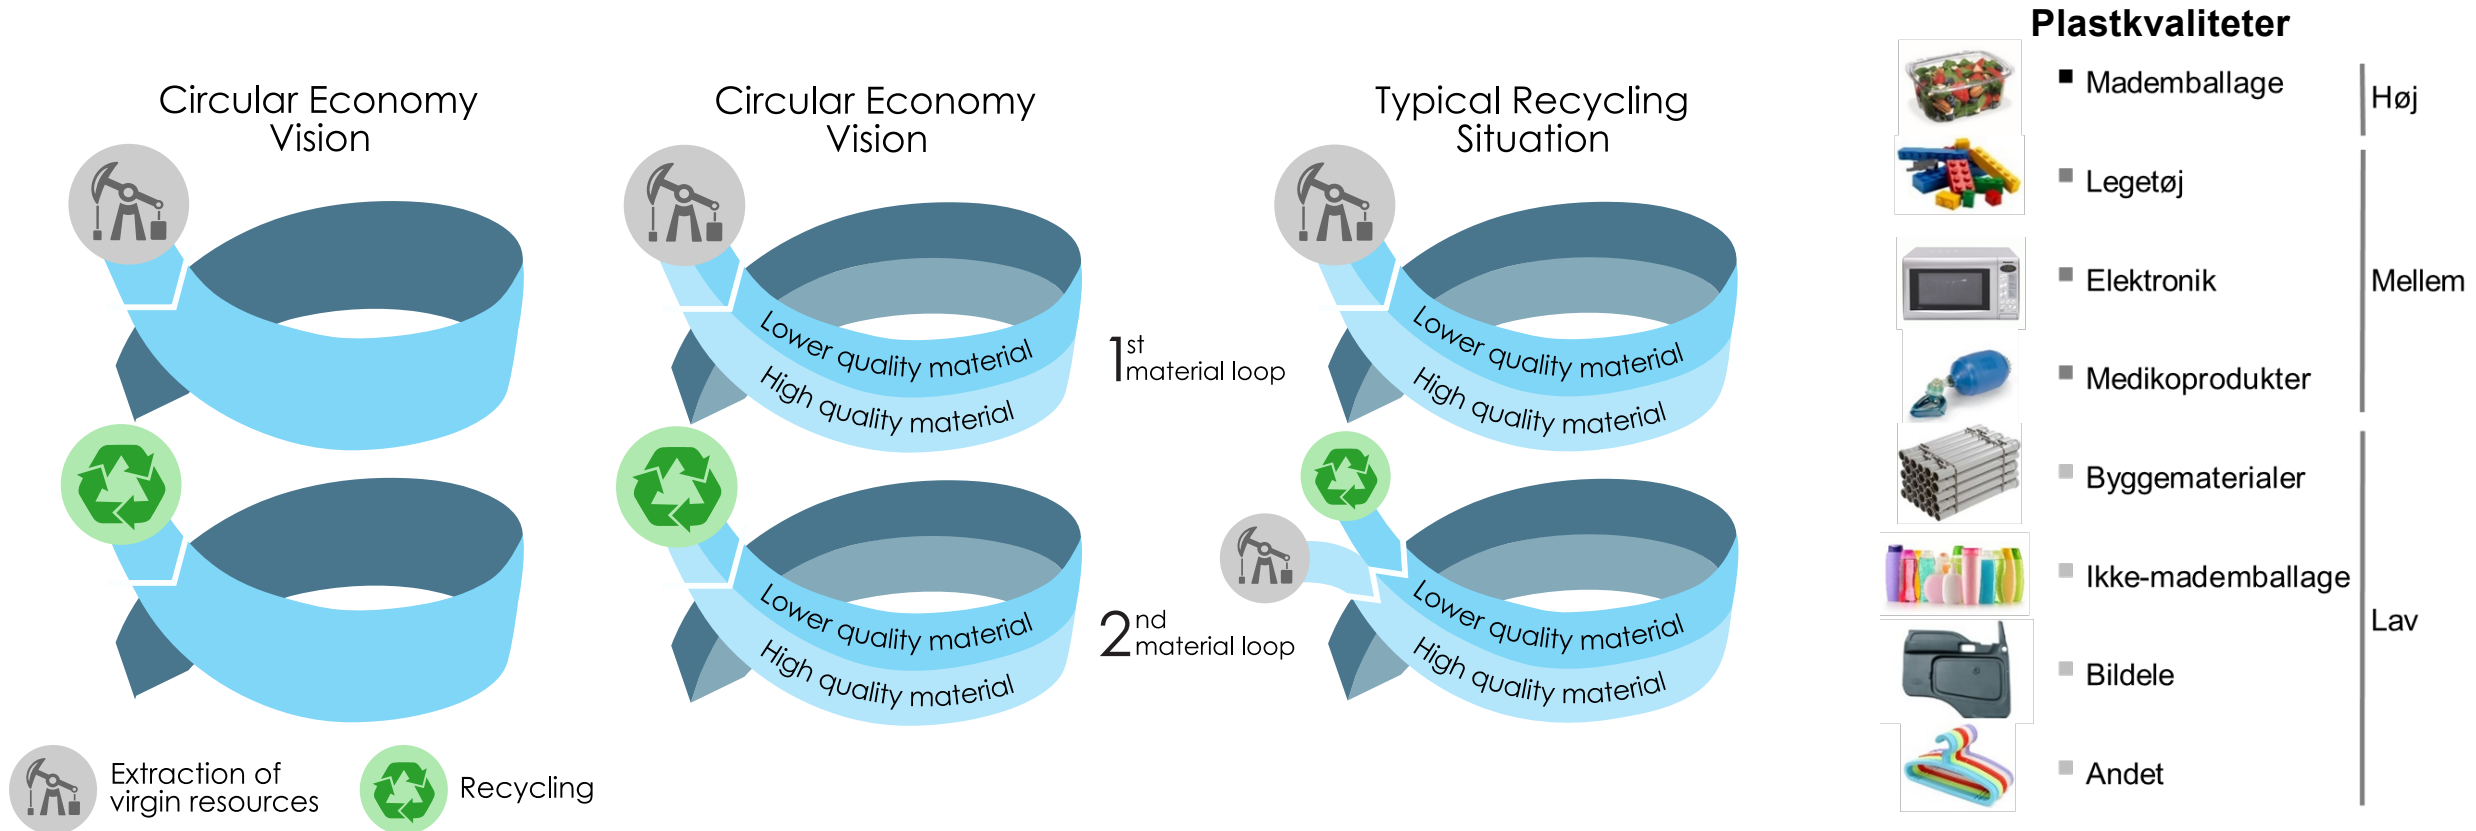 Circular Economy
Vision
Circular Economy
Vision
Typical Recycling
Situation
Lower quality material
High quality material
1st
material loop
Lower quality material
High quality material
Lower quality material
High quality material
2nd
material loop
Lower quality material
High quality material
Extraction of
virgin resources
Recycling
Plastkvaliteter
Mademballage
Høj
Legetøj
Elektronik
Mellem
Medikoprodukter
Byggematerialer
Ikke-mademballage
Lav
Bildele
Andet